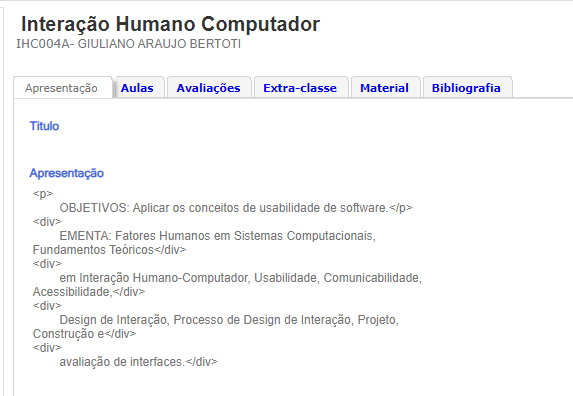 Interação Humano Computador
IHC004A- GIULIANO ARAUJO BERTOTI
Apresentação Aulas Avaliações Extra-classe Material Bibliografia
Titulo
Apresentação
<p>
OBJETIVOS: Aplicar os conceitos de usabilidade de software.</p>
<div>
EMENTA: Fatores Humanos em Sistemas Computacionais,
Fundamentos Teóricos</div>
<div>
em Interação Humano-Computador, Usabilidade, Comunicabilidade,
Acessibilidade,</div>
<div>
Design de Interação, Processo de Design de Interação, Projeto,
Construção e</div>
<div>
avaliação de interfaces.</div>